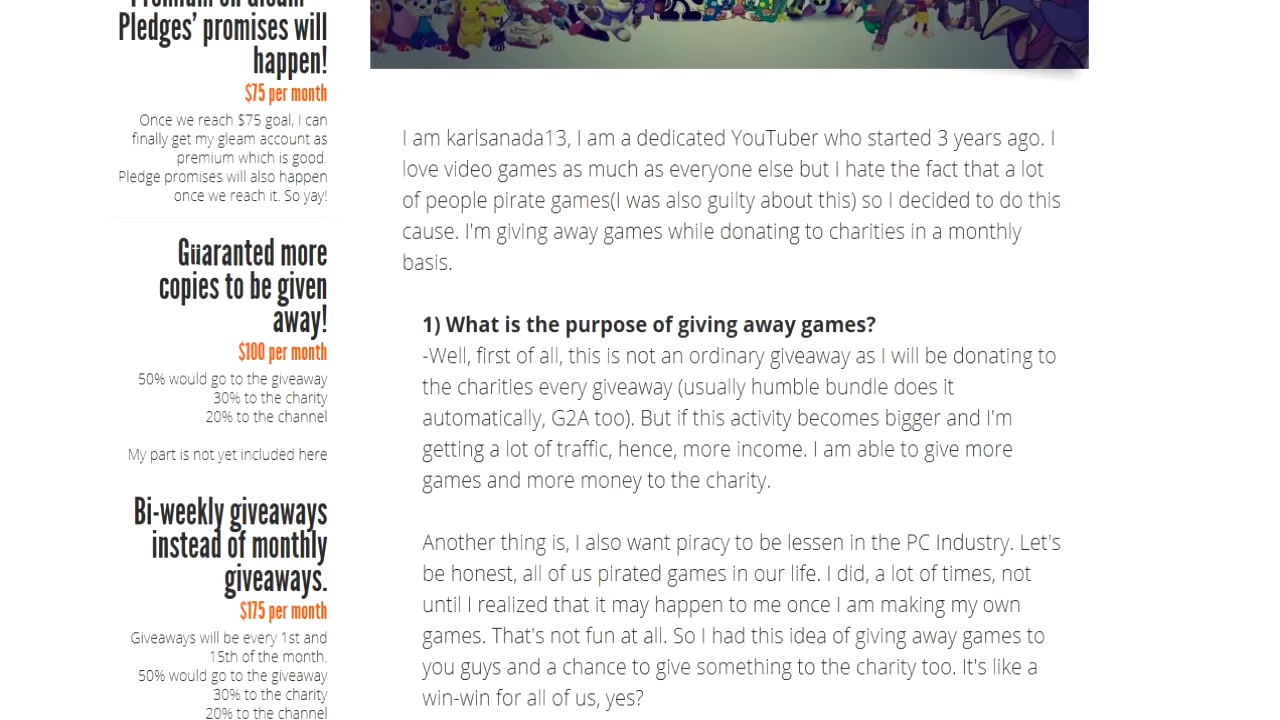 Premium on Gleam
Pledges' promises will
happen!
$75 per month
Once we reach $75 goal, I can
finally get my gleam account as
premium which is good.
Pledge promises will also happen
once we reach it. So yay!
Guaranted more
copies to be given
away!
$100 per month
50% would go to the giveaway
30% to the charity
20% to the channel
My part is not yet included here
Bi-weekly giveaways
instead of monthly
giveaways.
$175 per month
Giveaways will be every 1st and
15th of the month.
50% would go to the giveaway
30% to the charity
20% to the channel
I am karlsanada13, I am a dedicated YouTuber who started 3 years ago. I
love video games as much as everyone else but I hate the fact that a lot
of people pirate games(I was also guilty about this) so I decided to do this
cause. I'm giving away games while donating to charities in a monthly
basis.
1) What is the purpose of giving away games?
-Well, first of all, this is not an ordinary giveaway as I will be donating to
the charities every giveaway (usually humble bundle does it
automatically, G2A too). But if this activity becomes bigger and I'm
getting a lot of traffic, hence, more income. I am able to give more
games and more money to the charity.
Another thing is, I also want piracy to be lessen in the PC Industry. Let's
be honest, all of us pirated games in our life. I did, a lot of times, not
until I realized that it may happen to me once I am making my own
games. That's not fun at all. So I had this idea of giving away games to
you guys and a chance to give something to the charity too. It's like a
win-win for all of us, yes?